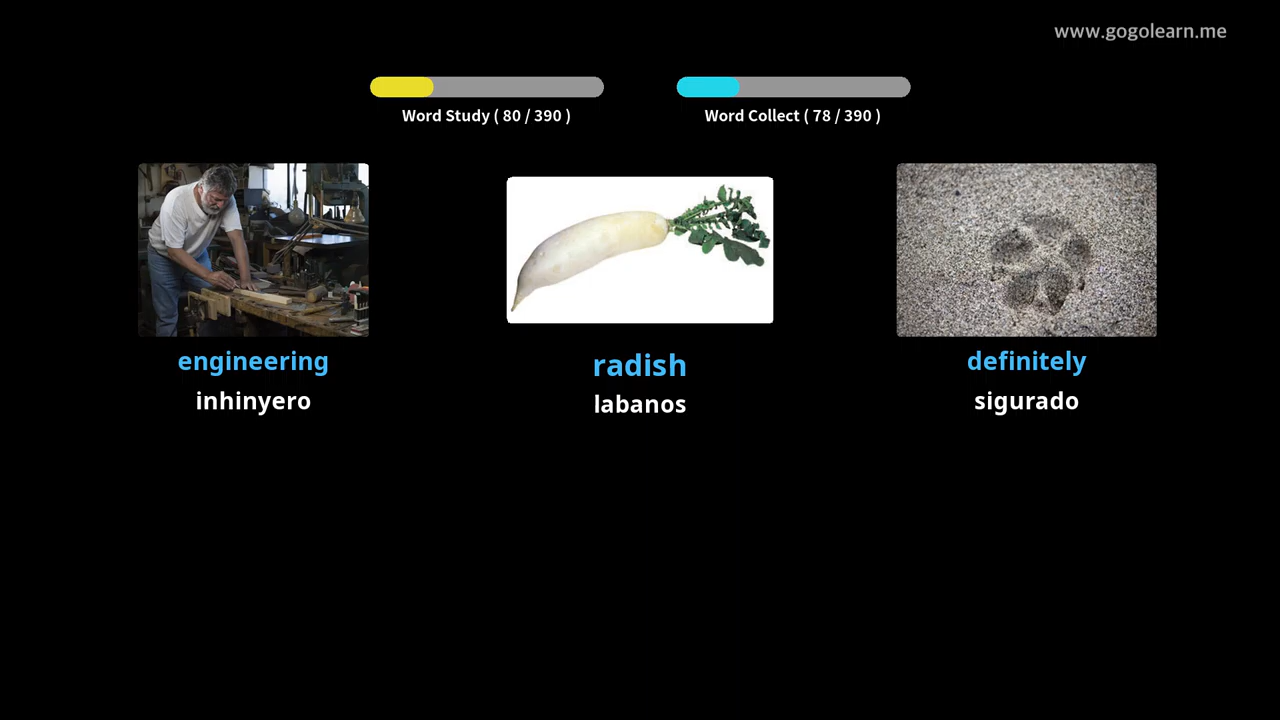 www.gogolearn.me
Word Study ( 80 / 390 )
Word Collect ( 78 / 390 )
engineering
inhinyero
radish
labanos
definitely
sigurado